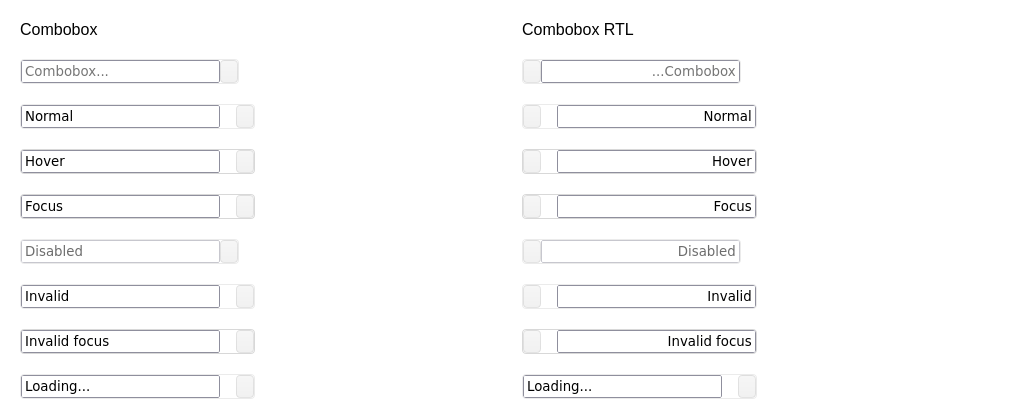 Combobox
Combobox...
Normal
Hover
Focus
Disabled
Invalid
Invalid focus
Loading...
Combobox RTL
...Combobox
Normal
Hover
Focus
Disabled
Invalid
Invalid focus
Loading...